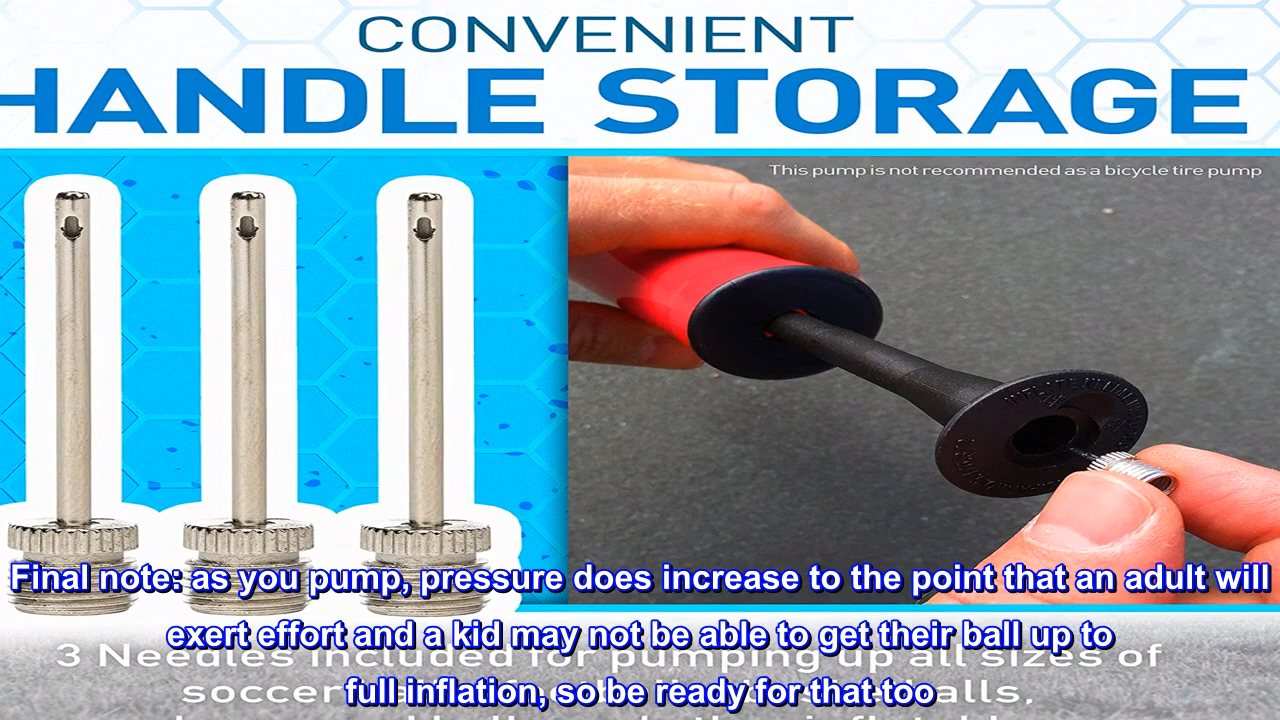 CONVENIENT
HANDLE STORAGE
This pump is not recommended as a bicycle tire pump
Final note: as you pump, pressure does increase to the point that an adult will
exert effort and a kid may not be able to get their ball up to
3 Needles included for pumping up all sizes of
full inflation, so be ready for that too
soccer balls.